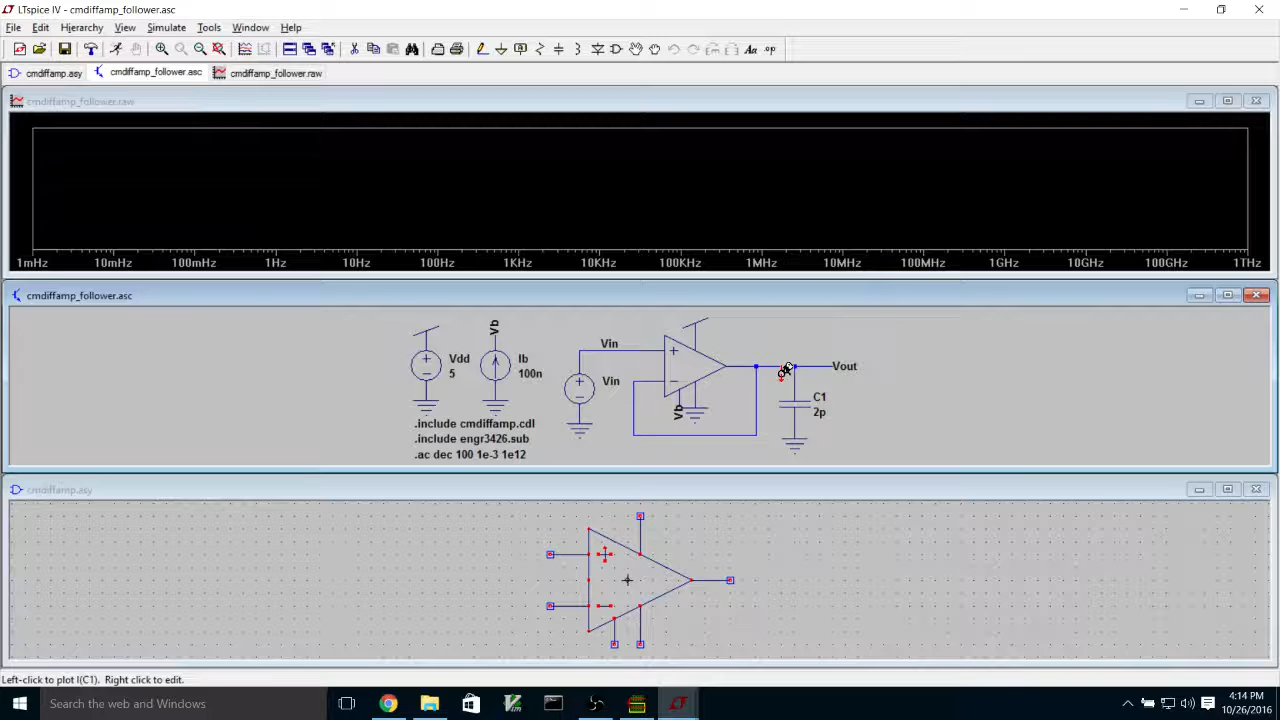 LTspice IV - cmdiffamp_follower.asc
File Edit Hierarchy View Simulate Tools Window Help
cmdiffamp.asy cmdiffamp_follower.asc cmdiffamp_follower.raw
cmdiffamp_follower.raw
1mHz 10mHz 100mHz 1Hz 10Hz 100Hz 1KHz 10KHz 100KHz 1MHz 10MHz 100MHz 1GHz 10GHz 100GHz 1THz
cmdiffamp_follower.asc
Vb
Vdd
5
Ib
100n
Vin
Vin
Vb
Vout
C1
2p
.include cmdiffamp.cdl
.include engr3426.sub
.ac dec 100 1e-3 1e12
cmdiffamp.asy
Left-click to plot I(C1). Right click to edit.
Search the web and Windows
4:14 PM
10/26/2016